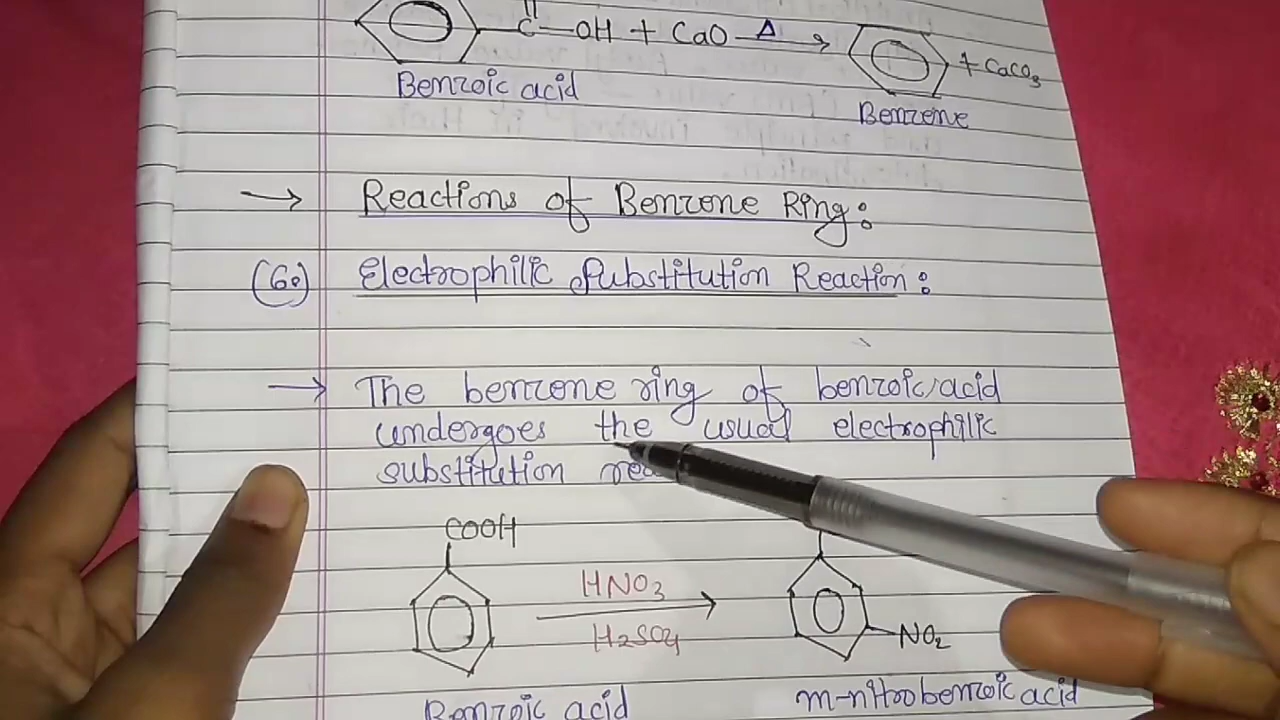 C–OH + CaO Δ → + CaCO3
Benzoic acid
Benzene
→ Reactions of Benzene Ring:
(6.) Electrophilic Substitution Reaction:
→ The benzene ring of benzoic acid
undergoes the usual electrophilic
substitution
COOH
HNO3
H2SO4
NO2
Benzoic acid
m-nitrobenzoic acid